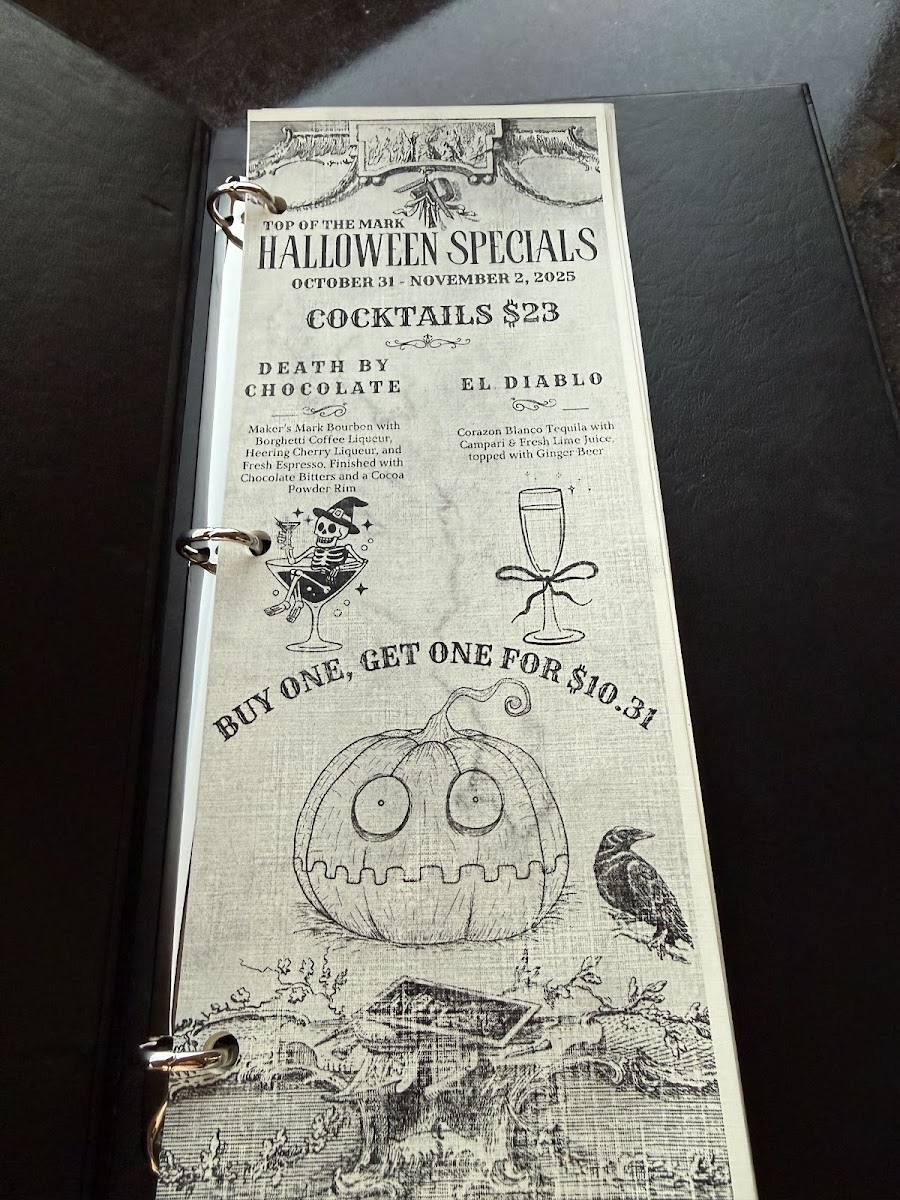 TOP OF THE MARK
HALLOWEEN SPECIALS
OCTOBER 31 - NOVEMBER 2, 2025
COCKTAILS $23
DEATH BY
CHOCOLATE
Maker's Mark Bourbon with
Borghetti Coffee Liqueur,
Heering Cherry Liqueur, and
Fresh Espresso. Finished with
Chocolate Bitters and a Cocoa
Powder Rim
EL DIABLO
Corazon Blanco Tequila with
Campari & Fresh Lime Juice,
topped with Ginger Beer
BUY ONE, GET ONE FOR $10.31